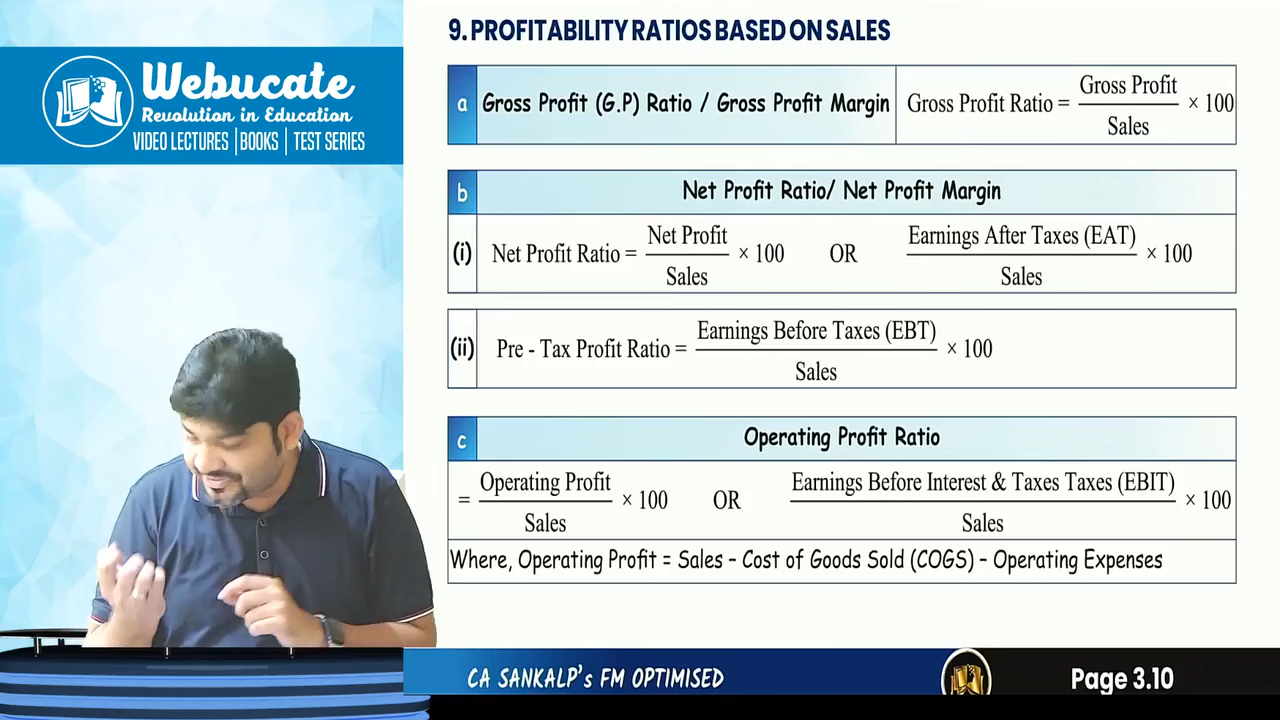 Webucate
Revolution in Education
VIDEO LECTURES | BOOKS | TEST SERIES
9. PROFITABILITY RATIOS BASED ON SALES
a Gross Profit (G.P) Ratio / Gross Profit Margin Gross Profit Ratio = Gross Profit / Sales × 100
b Net Profit Ratio/ Net Profit Margin
(i) Net Profit Ratio = Net Profit / Sales × 100 OR Earnings After Taxes (EAT) / Sales × 100
(ii) Pre - Tax Profit Ratio = Earnings Before Taxes (EBT) / Sales × 100
c Operating Profit Ratio
= Operating Profit / Sales × 100 OR Earnings Before Interest & Taxes Taxes (EBIT) / Sales × 100
Where, Operating Profit = Sales – Cost of Goods Sold (COGS) – Operating Expenses
CA SANKALP's FM OPTIMISED
Page 3.10